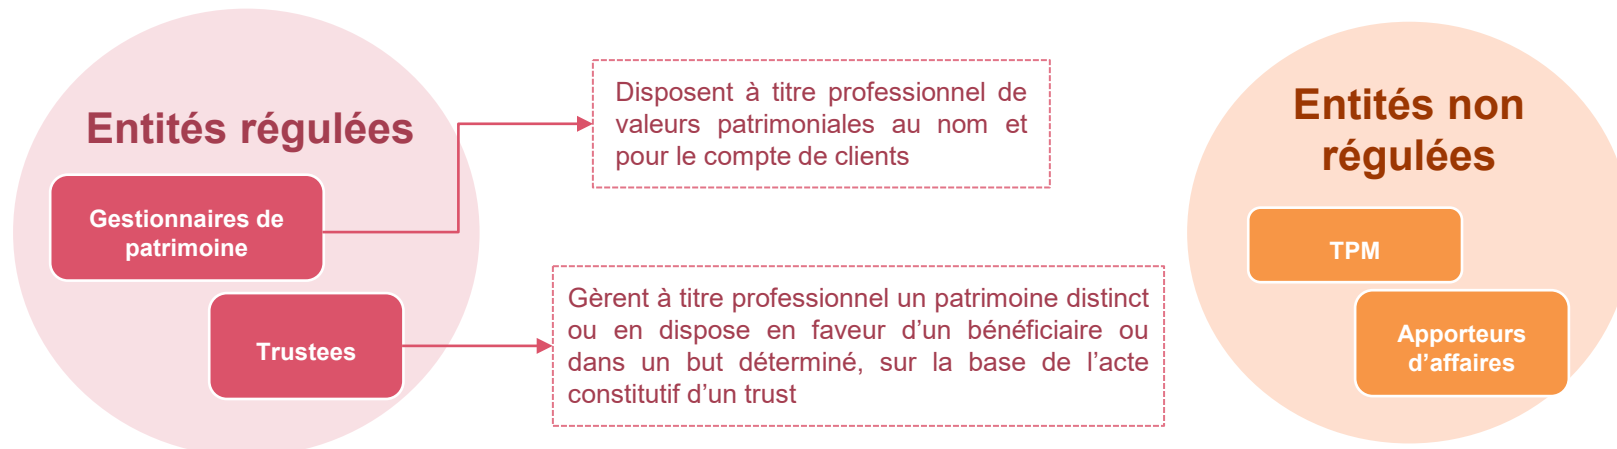 Entités régulées
Gestionnaires de
patrimoine
Trustees
Disposent à titre professionnel de
valeurs patrimoniales au nom et
pour le compte de clients
Gèrent à titre professionnel un patrimoine distinct
ou en dispose en faveur d’un bénéficiaire ou
dans un but déterminé, sur la base de l’acte
constitutif d’un trust
Entités non
régulées
TPM
Apporteurs
d’affaires